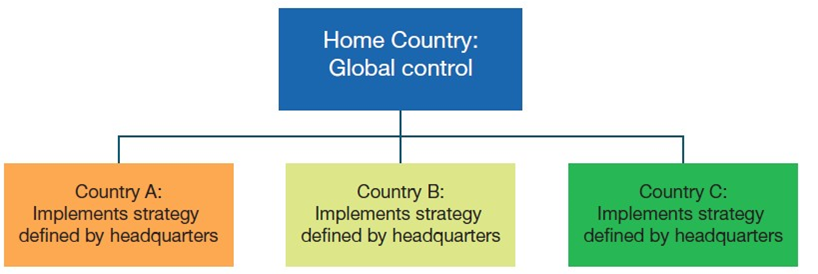 Home Country:
Global control
Country A:
Implements strategy
defined by headquarters
Country B:
Implements strategy
defined by headquarters
Country C:
Implements strategy
defined by headquarters